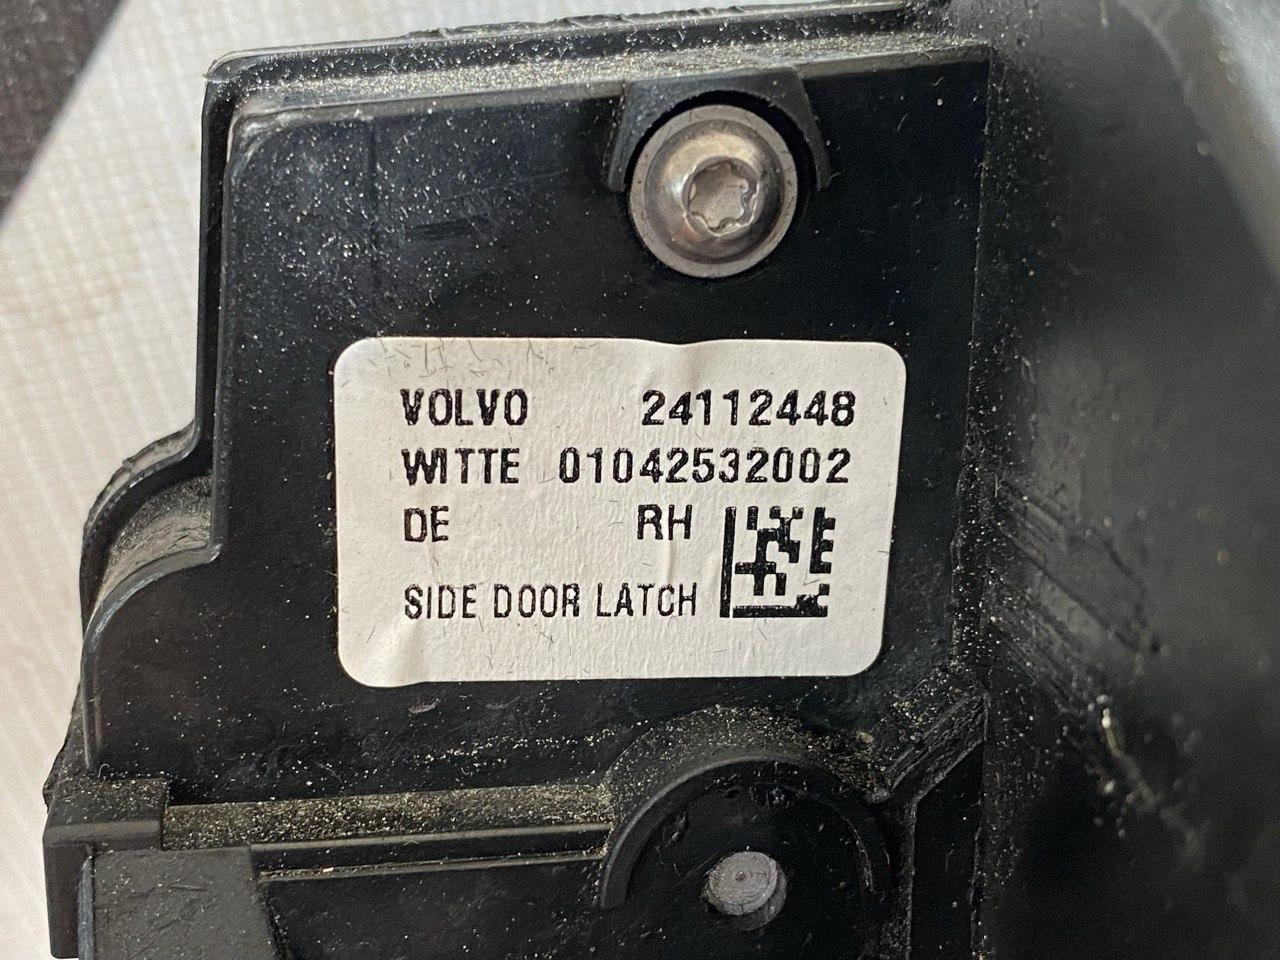 VOLVO 24112448
WITTE 01042532002
DE RH
SIDE DOOR LATCH